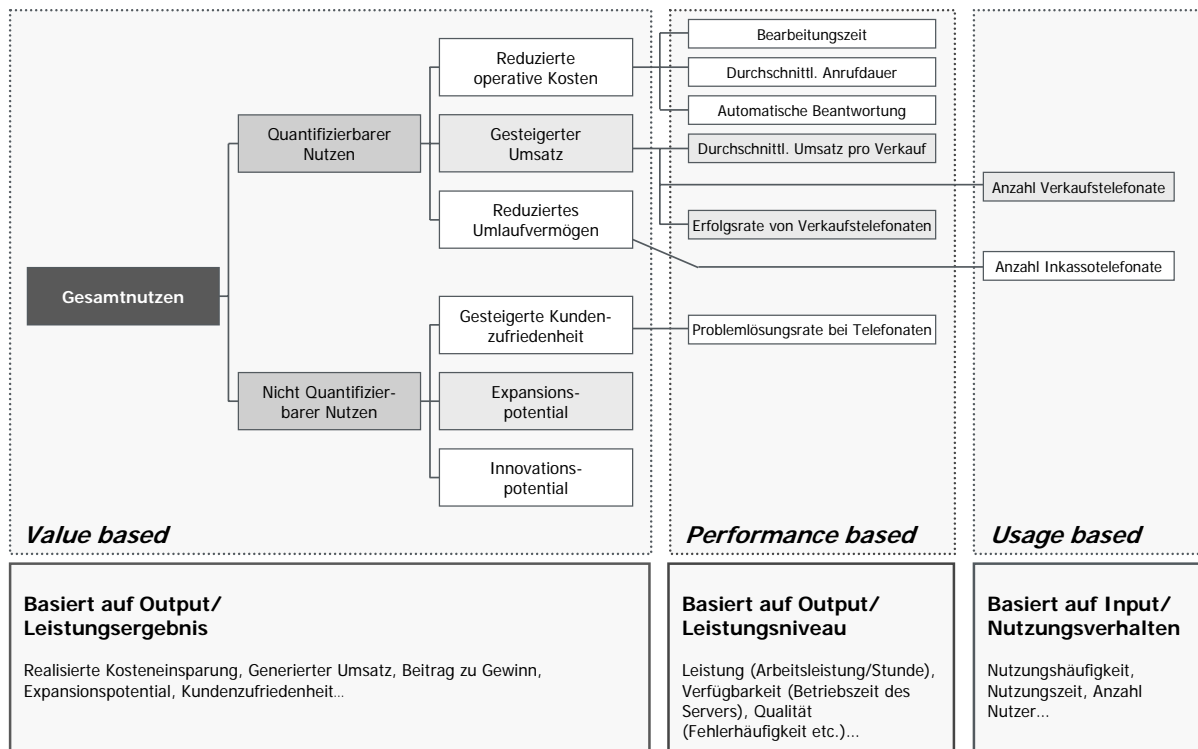 Gesamtnutzen
Quantifizierbarer
Nutzen
Nicht Quantifizier-
barer Nutzen
Reduzierte
operative Kosten
Gesteigerter
Umsatz
Reduziertes
Umlaufvermögen
Gesteigerte Kunden-
zufriedenheit
Expansions-
potential
Innovations-
potential
Value based
Bearbeitungszeit
Durchschnittl. Anrufdauer
Automatische Beantwortung
Durchschnittl. Umsatz pro Verkauf
Erfolgsrate von Verkaufstelefonaten
Problemlösungsrate bei Telefonaten
Performance based
Anzahl Verkaufstelefonate
Anzahl Inkassotelefonate
Usage based
Basiert auf Output/
Leistungsergebnis
Realisierte Kosteneinsparung, Generierter Umsatz, Beitrag zu Gewinn,
Expansionspotential, Kundenzufriedenheit...
Basiert auf Output/
Leistungsniveau
Leistung (Arbeitsleistung/Stunde),
Verfügbarkeit (Betriebszeit des
Servers), Qualität
(Fehlerhäufigkeit etc.)...
Basiert auf Input/
Nutzungsverhalten
Nutzungshäufigkeit,
Nutzungszeit, Anzahl
Nutzer...